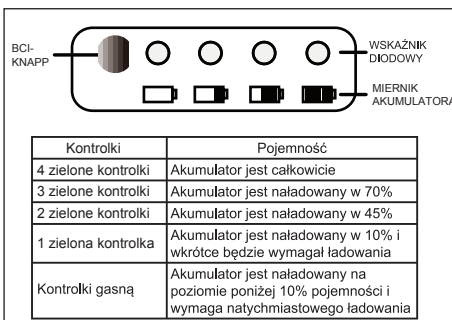 BCI-
KNAPP
WSKAŹNIK
DIODOWY
MIERNIK
AKUMULATORA
Kontrolki Pojemność
4 zielone kontrolki Akumulator jest całkowicie
3 zielone kontrolki Akumulator jest naładowany w 70%
2 zielone kontrolki Akumulator jest naładowany w 45%
1 zielona kontrolka Akumulator jest naładowany w 10% i
wkrótce będzie wymagał ładowania
Kontrolki gasną Akumulator jest naładowany na
poziomie poniżej 10% pojemności i
wymaga natychmiastowego ładowania